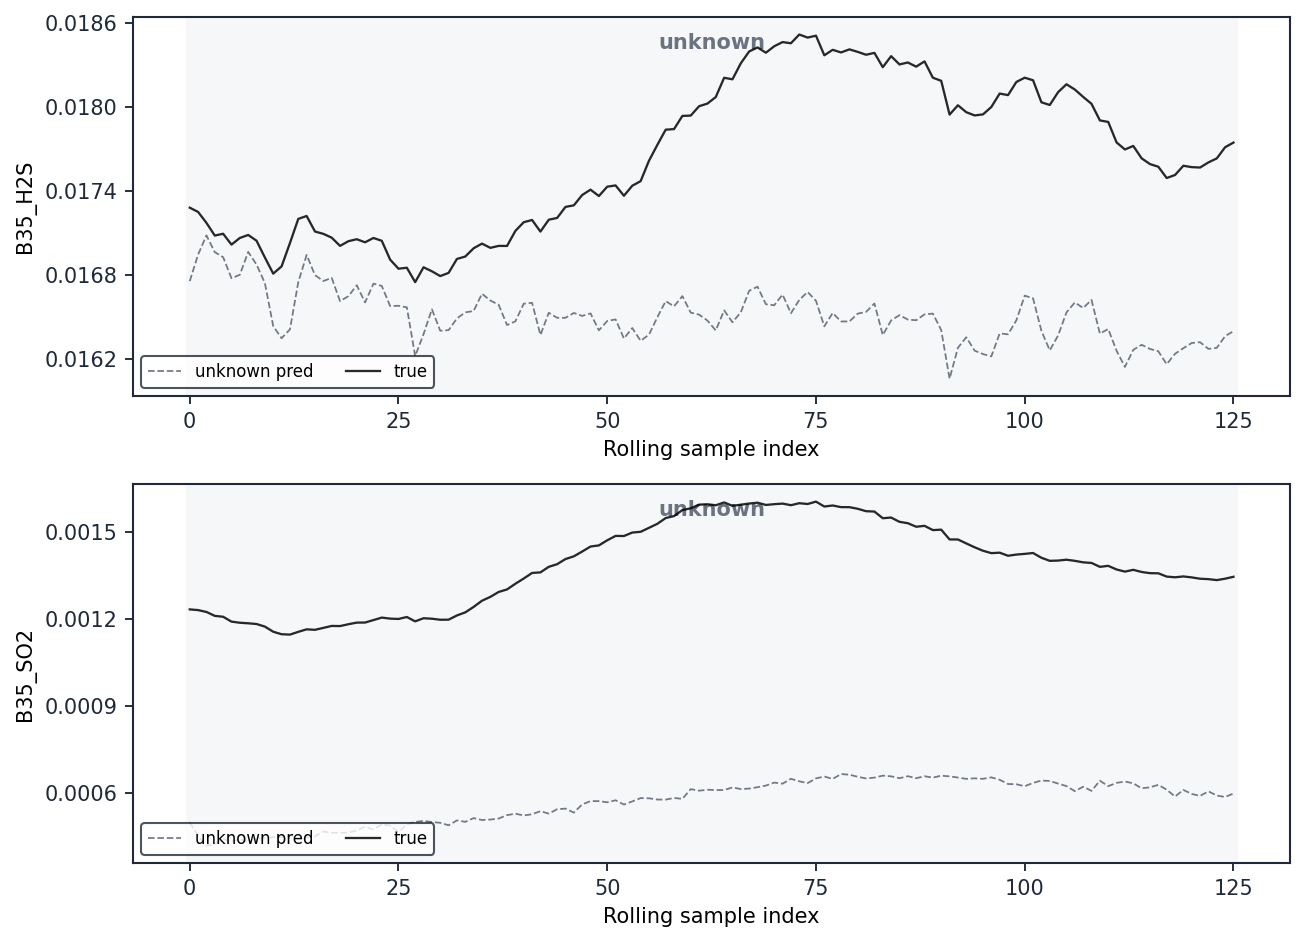 0.0186
0.0180
0.0174
0.0168
0.0162
B35_H2S
unknown
unknown pred
true
0
25
50
75
100
125
Rolling sample index
0.0015
0.0012
0.0009
0.0006
B35_SO2
unknown
unknown pred
true
0
25
50
75
100
125
Rolling sample index